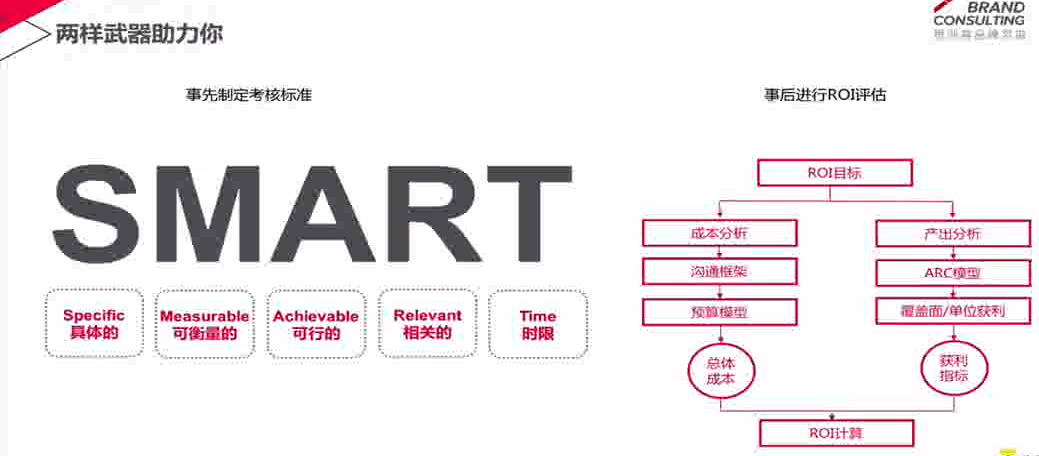 两样武器助力你
BRAND
CONSULTING
事先制定考核标准
SMART
Specific
具体的
Measurable
可衡量的
Achievable
可行的
Relevant
相关的
Time
时限
事后进行ROI评估
ROI目标
成本分析
产出分析
沟通框架
ARC模型
预算模型
覆盖面/单位获利
总体
成本
获利
指标
ROI计算